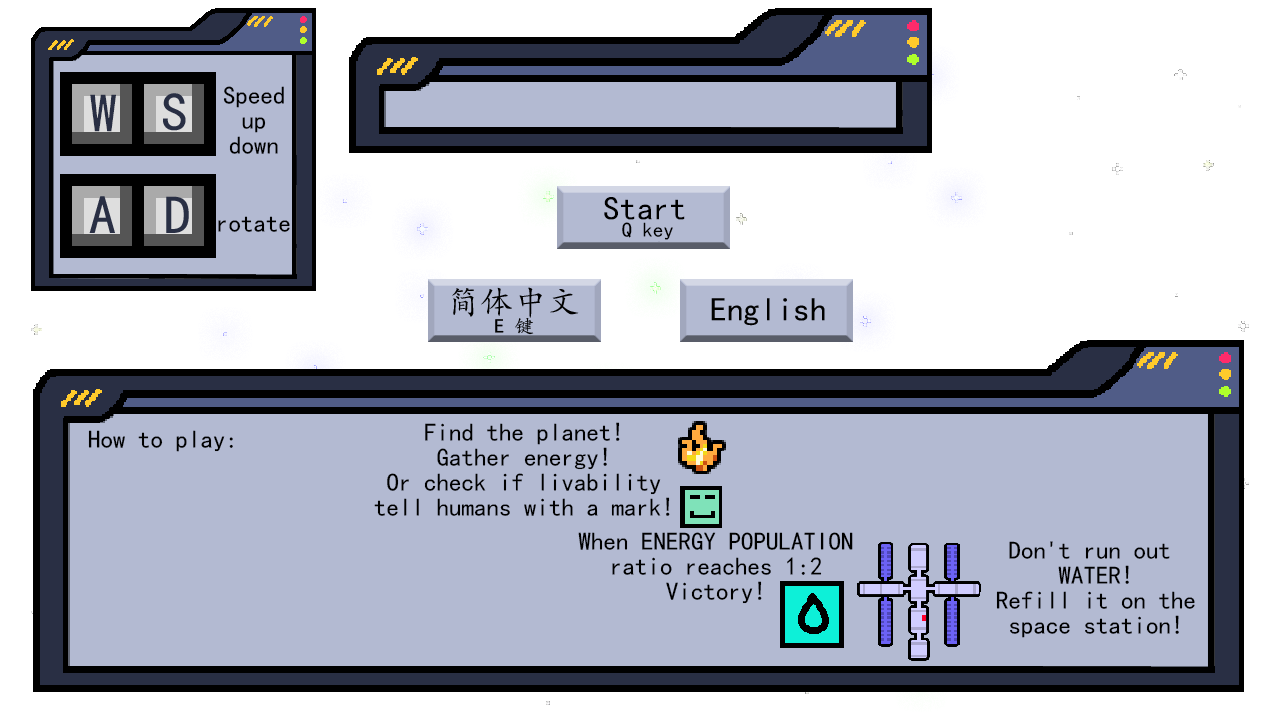 W S
Speed
up
down
A D
rotate
Start
Q key
简体中文
E 键
English
How to play:
Find the planet!
Gather energy!
Or check if livability
tell humans with a mark!
When ENERGY POPULATION
ratio reaches 1:2
Victory!
Don't run out
WATER!
Refill it on the
space station!